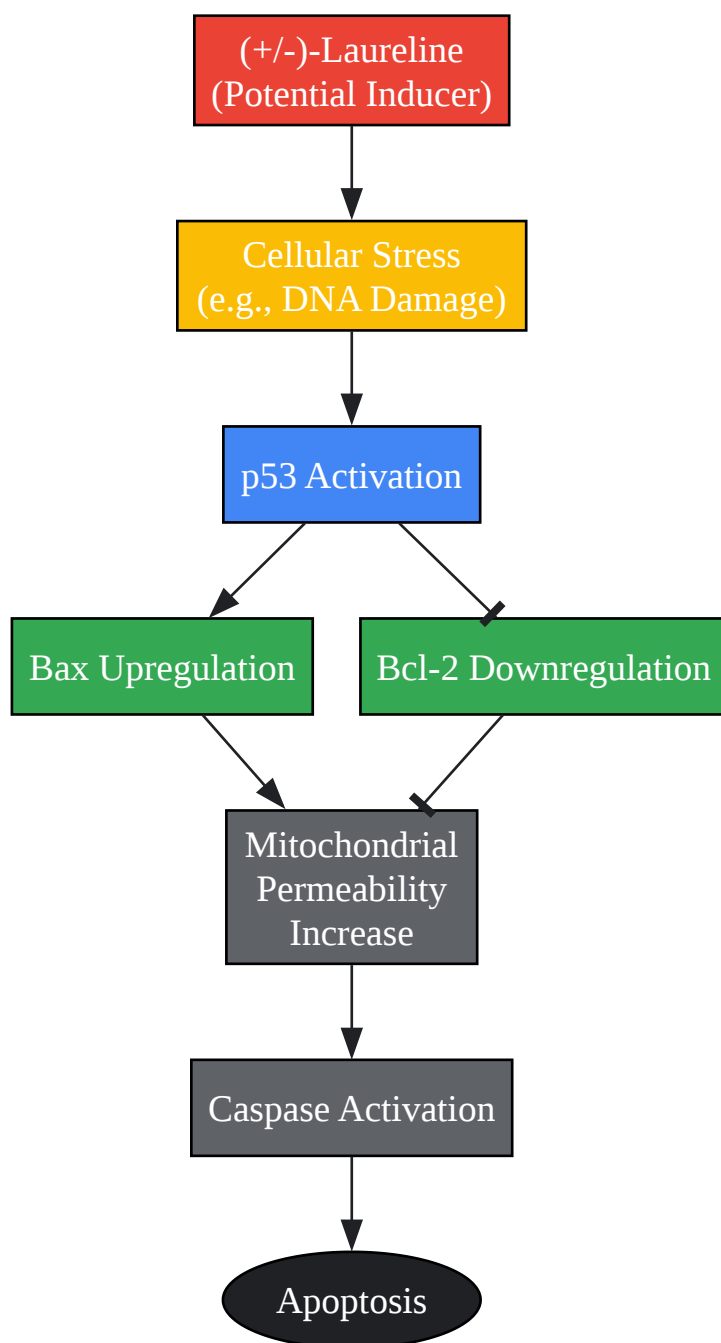 (+/-)-Laureline
(Potential Inducer)
Cellular Stress
(e.g., DNA Damage)
p53 Activation
Bax Upregulation
Bcl-2 Downregulation
Mitochondrial
Permeability
Increase
Caspase Activation
Apoptosis